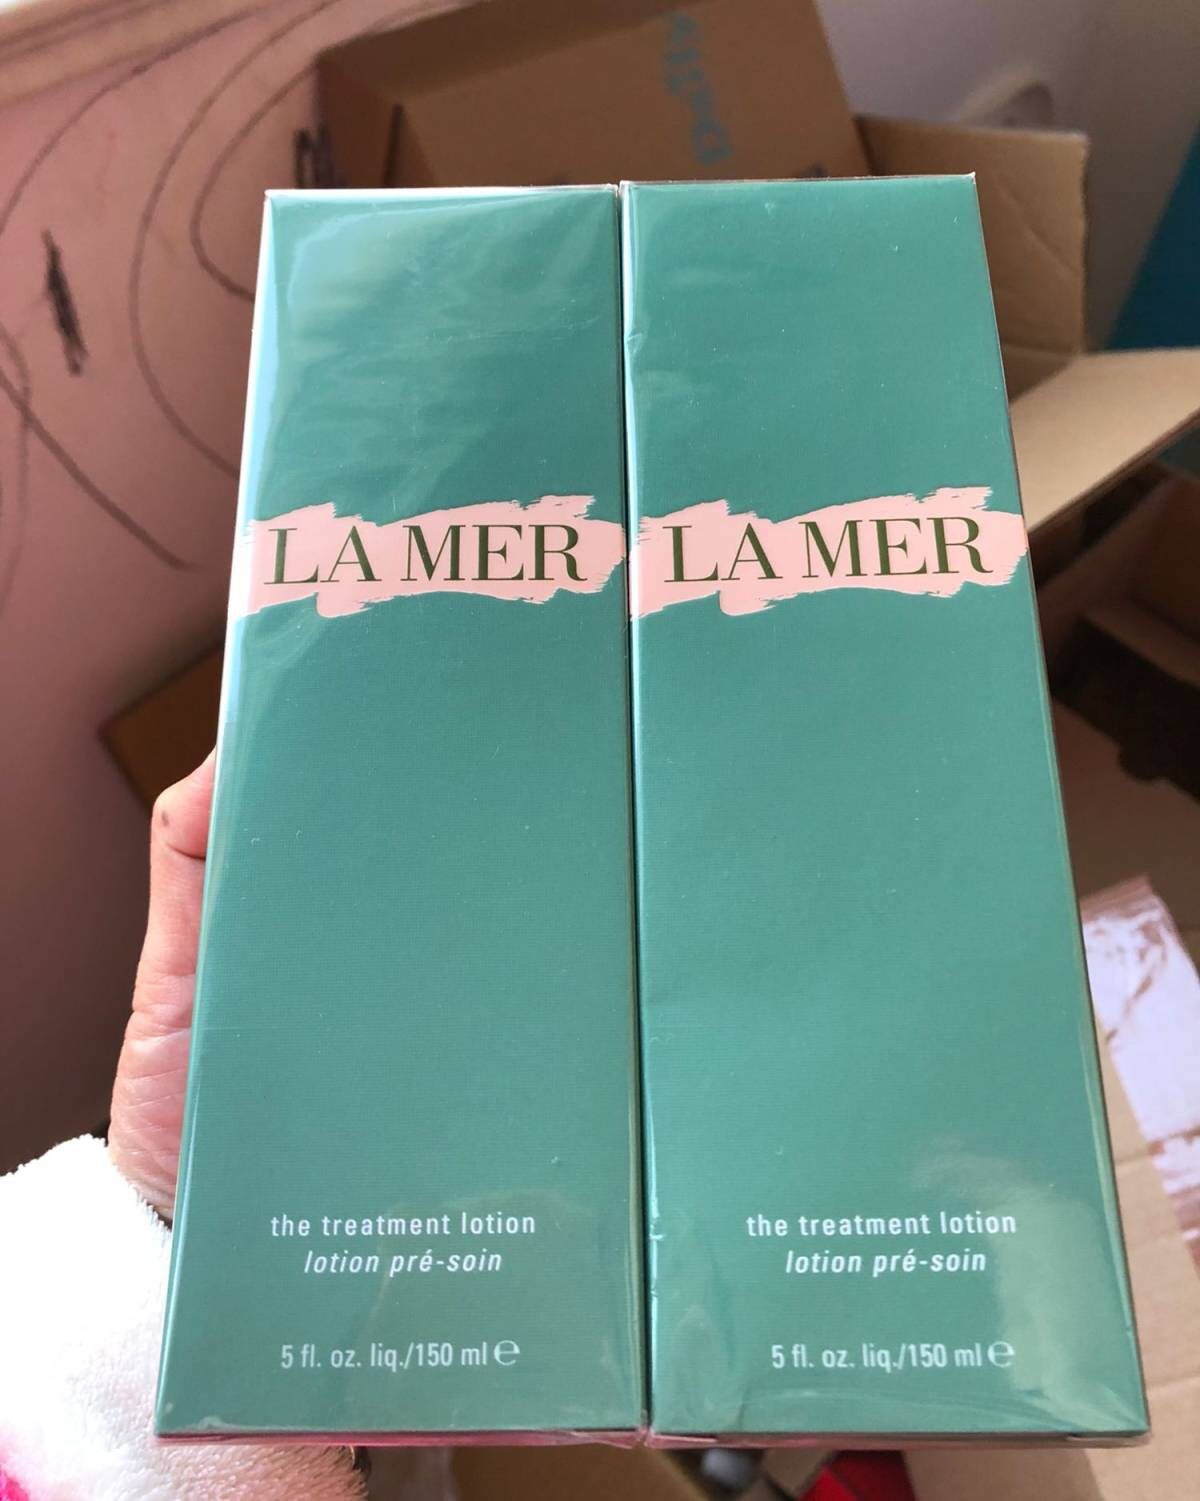 LA MER
the treatment lotion
lotion pré-soin
5 fl. oz. liq./150 ml ℮
LA MER
the treatment lotion
lotion pré-soin
5 fl. oz. liq./150 ml ℮